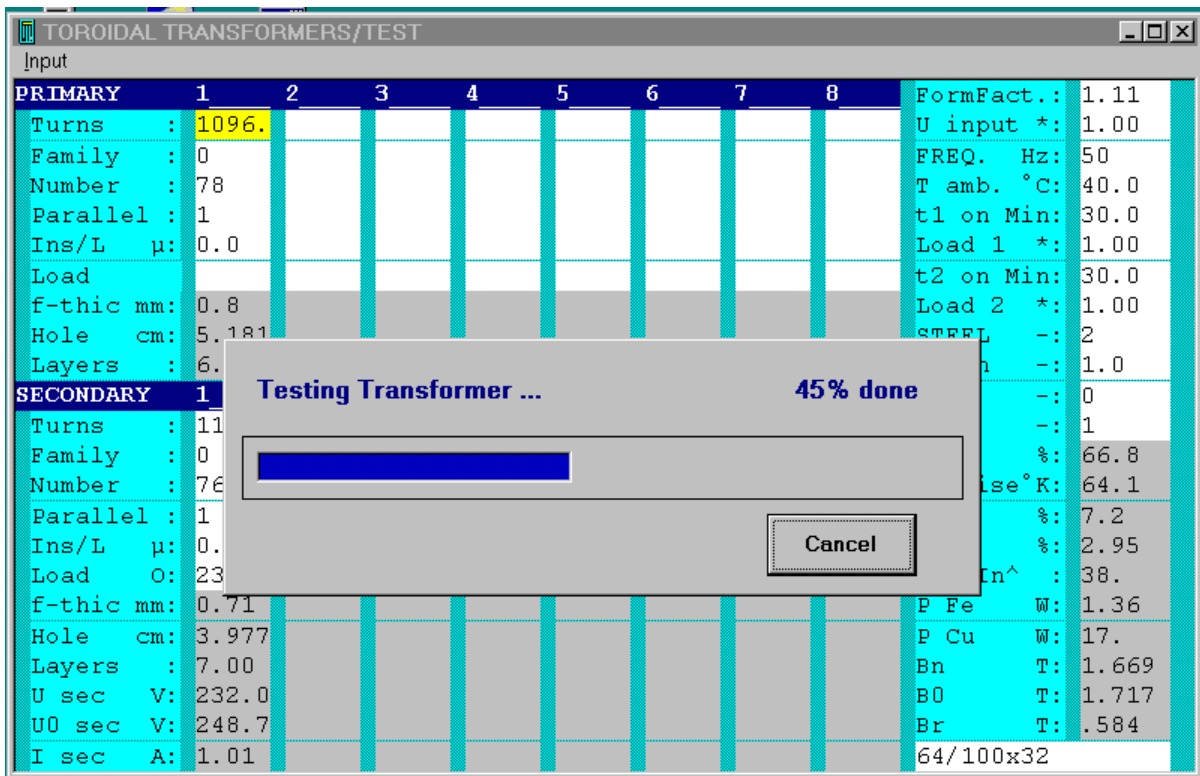 TOROIDAL TRANSFORMERS/TEST
Input
PRIMARY 1 2 3 4 5 6 7 8
Turns : 1096.
Family : 0
Number : 78
Parallel : 1
Ins/L µ: 0.0
Load
f-thic mm: 0.8
Hole cm: 5.181
Layers : 6.
SECONDARY 1
Turns : 11
Family : 0
Number : 76
Parallel : 1
Ins/L µ: 0.
Load O: 23
f-thic mm: 0.71
Hole cm: 3.977
Layers : 7.00
U sec V: 232.0
U0 sec V: 248.7
I sec A: 1.01
Testing Transformer ... 45% done
Cancel
FormFact.: 1.11
U input *: 1.00
FREQ. Hz: 50
T amb. °C: 40.0
t1 on Min: 30.0
Load 1 *: 1.00
t2 on Min: 30.0
Load 2 *: 1.00
STEEL -: 2
-: 1.0
-: 0
-: 1
%: 66.8
ise°K: 64.1
%: 7.2
%: 2.95
In^ : 38.
P Fe W: 1.36
P Cu W: 17.
Bn T: 1.669
B0 T: 1.717
Br T: .584
64/100x32